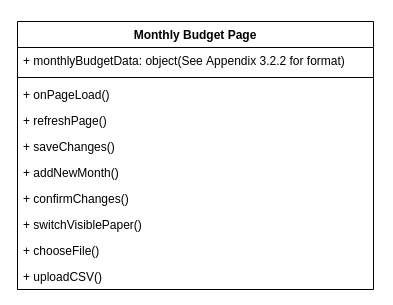 Monthly Budget Page
+ monthlyBudgetData: object(See Appendix 3.2.2 for format)
+ onPageLoad()
+ refreshPage()
+ saveChanges()
+ addNewMonth()
+ confirmChanges()
+ switchVisiblePaper()
+ chooseFile()
+ uploadCSV()